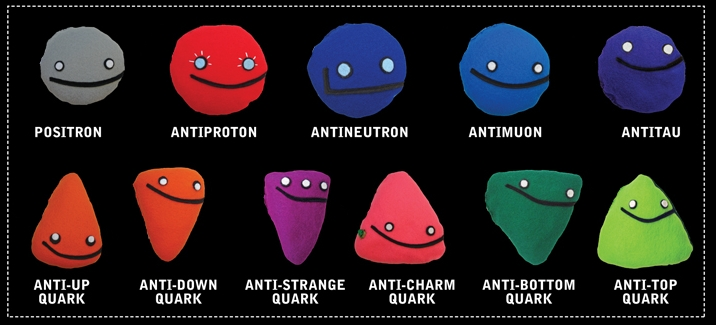 POSITRON
ANTIPROTON
ANTINEUTRON
ANTIMUON
ANTITAU
ANTI-UP
QUARK
ANTI-DOWN
QUARK
ANTI-STRANGE
QUARK
ANTI-CHARM
QUARK
ANTI-BOTTOM
QUARK
ANTI-TOP
QUARK